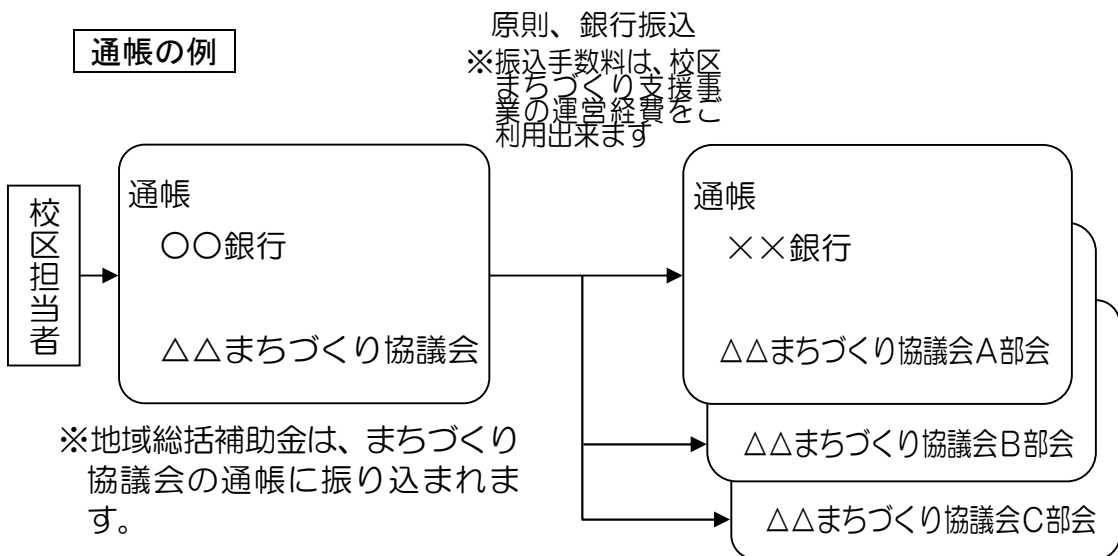 通帳の例
原則、銀行振込
※振込手数料は、校区
まちづくり支援事
業の運営経費をご
利用出来ます
校区担当者
通帳
〇〇銀行
△△まちづくり協議会
通帳
××銀行
△△まちづくり協議会A部会
△△まちづくり協議会B部会
△△まちづくり協議会C部会
※地域総括補助金は、まちづくり
協議会の通帳に振り込まれま
す。